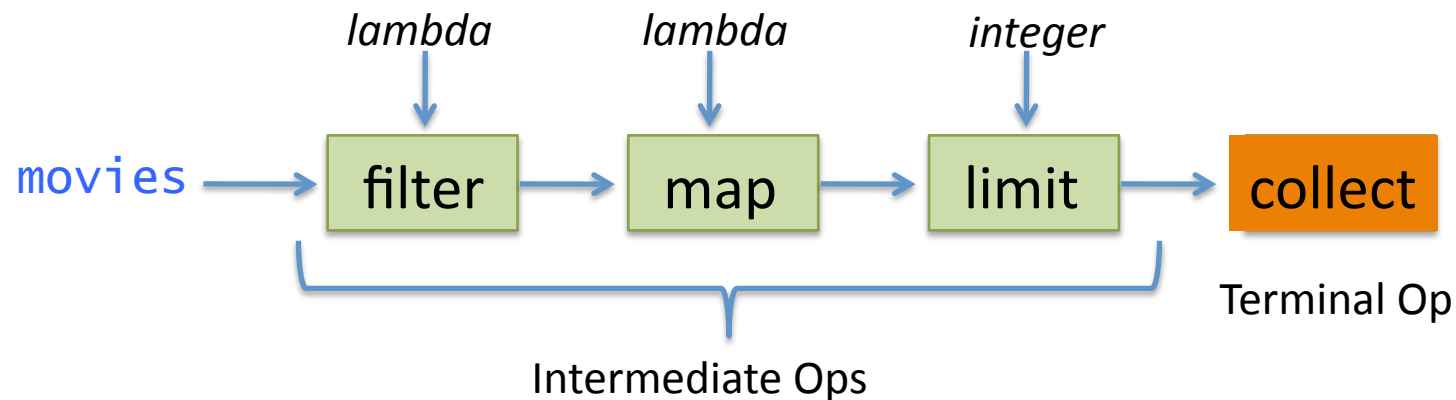 lambda lambda integer
movies filter map limit collect
Terminal Op
Intermediate Ops